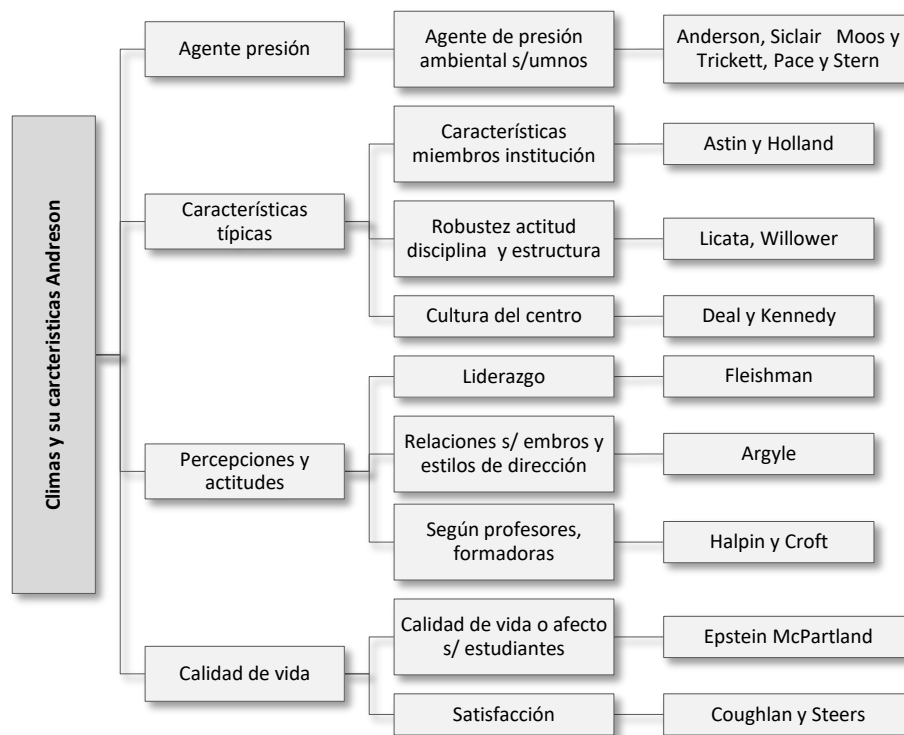 Climas y su carcteristicas Andreson
Agente presión
Agente de presión
ambiental s/umnos
Anderson, Siclair Moos y
Trickett, Pace y Stern
Características
típicas
Características
miembros institución
Astin y Holland
Robustez actitud
disciplina y estructura
Licata, Willower
Cultura del centro
Deal y Kennedy
Percepciones y
actitudes
Liderazgo
Fleishman
Relaciones s/ embros y
estilos de dirección
Argyle
Según profesores,
formadoras
Halpin y Croft
Calidad de vida
Calidad de vida o afecto
s/ estudiantes
Epstein McPartland
Satisfacción
Coughlan y Steers